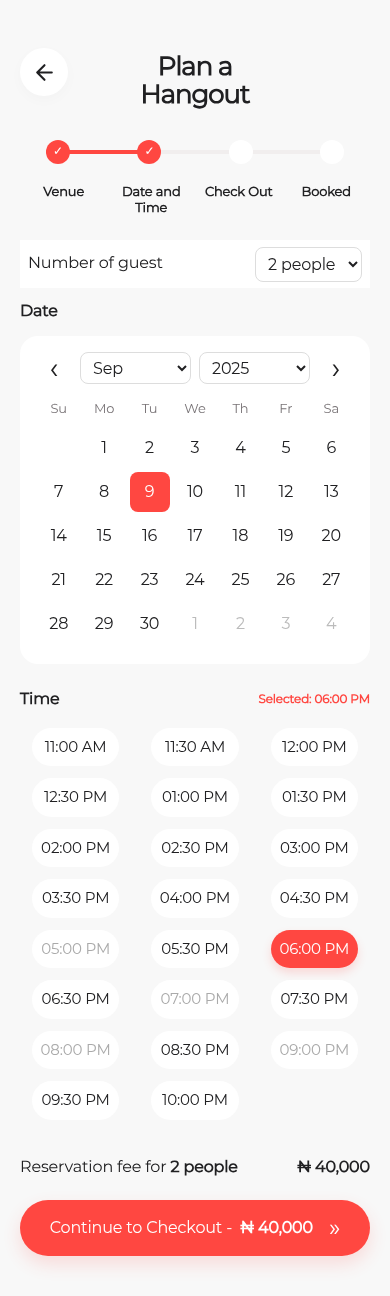 Plan a
Hangout
✓ ✓
Venue Date and Check Out Booked
Time
Number of guest 2 people
Date
‹ Sep 2025 ›
Su Mo Tu We Th Fr Sa
1 2 3 4 5 6
7 8 9 10 11 12 13
14 15 16 17 18 19 20
21 22 23 24 25 26 27
28 29 30 1 2 3 4
Time Selected: 06:00 PM
11:00 AM 11:30 AM 12:00 PM
12:30 PM 01:00 PM 01:30 PM
02:00 PM 02:30 PM 03:00 PM
03:30 PM 04:00 PM 04:30 PM
05:00 PM 05:30 PM 06:00 PM
06:30 PM 07:00 PM 07:30 PM
08:00 PM 08:30 PM 09:00 PM
09:30 PM 10:00 PM
Reservation fee for 2 people ₦ 40,000
Continue to Checkout - ₦ 40,000 »